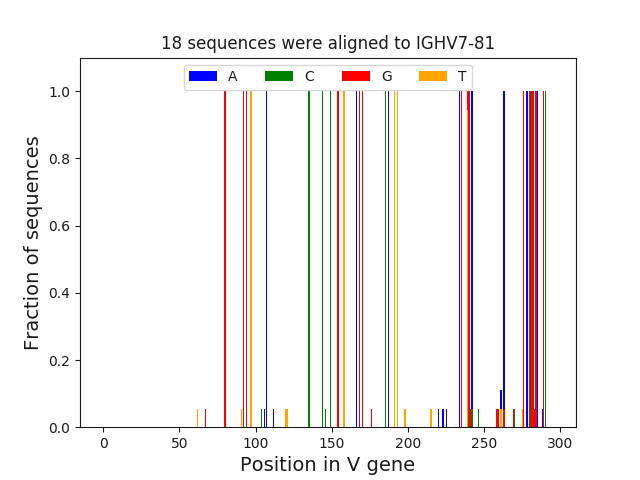 18 sequences were aligned to IGHV7-81
A C G T
1.0
0.8
0.6
0.4
0.2
0.0
Fraction of sequences
0 50 100 150 200 250 300
Position in V gene